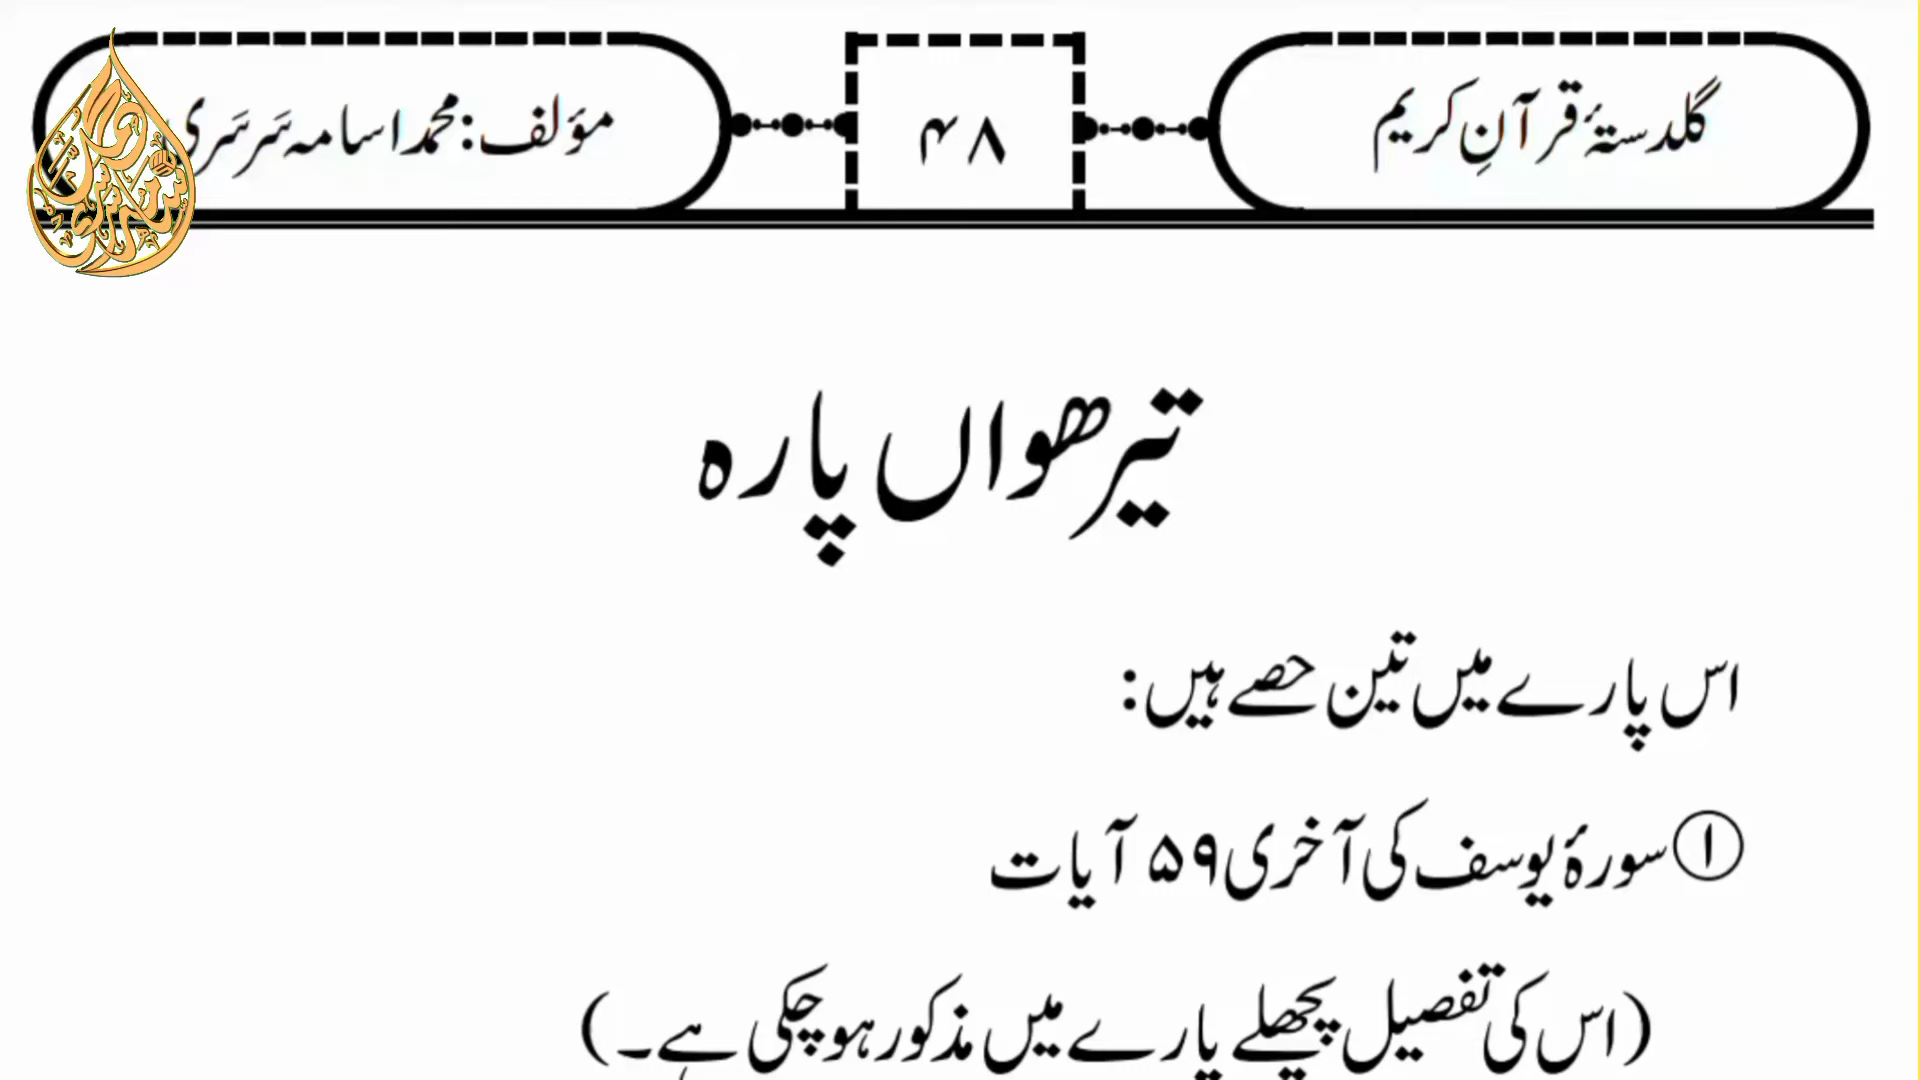 گلدستۂ قرآنِ کریم
۴۸
مؤلف: محمد اسامہ سَرسَری
تیرھواں پارہ
اس پارے میں تین حصے ہیں:
① سورۂ یوسف کی آخری ۵۹ آیات
(اس کی تفصیل پچھلے پارے میں مذکور ہوچکی ہے۔)